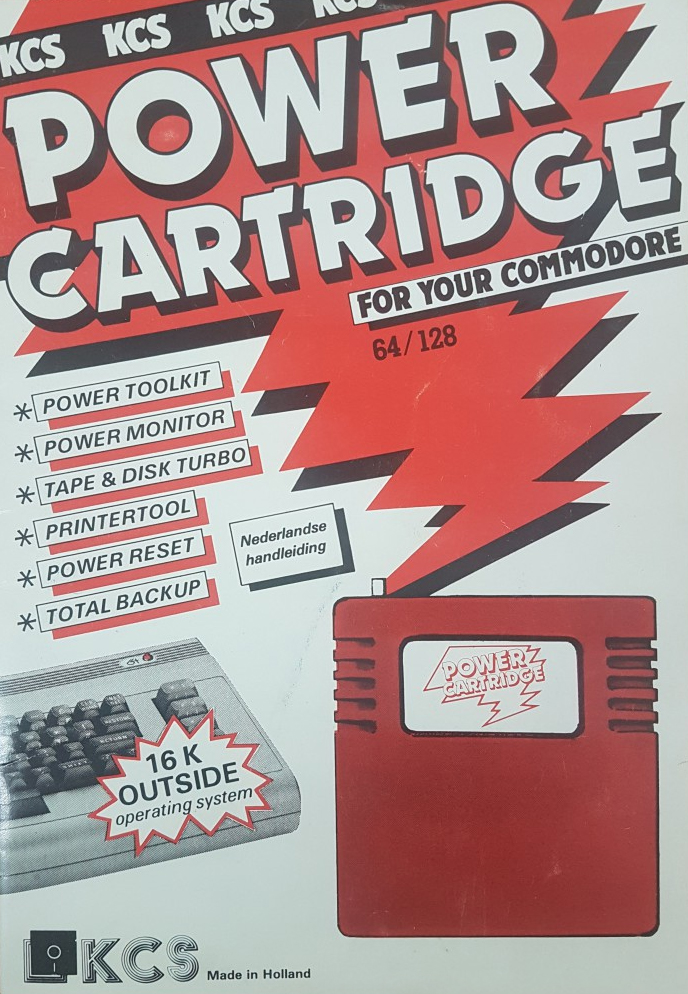 KCS KCS KCS KCS
POWER
CARTRIDGE
FOR YOUR COMMODORE
64/128
* POWER TOOLKIT
* POWER MONITOR
* TAPE & DISK TURBO
* PRINTERTOOL
* POWER RESET
* TOTAL BACKUP
Nederlandse
handleiding
POWER
CARTRIDGE
16 K
OUTSIDE
operating system
KCS Made in Holland